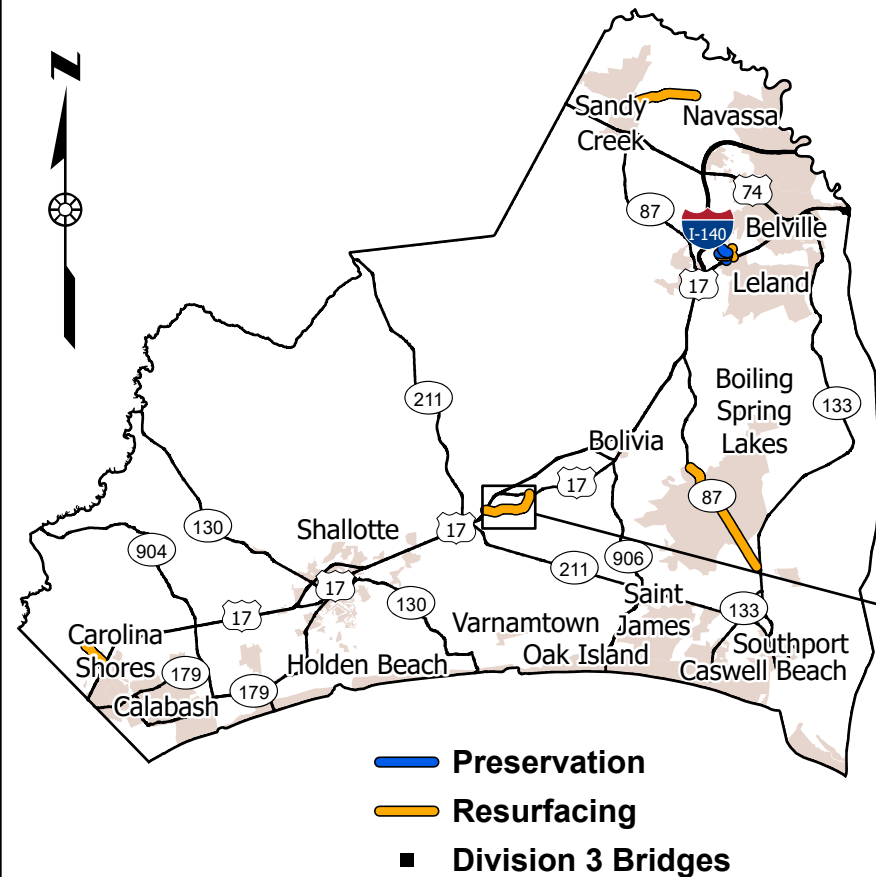 N
Sandy
Creek
Navassa
74
87
I-140
Belville
17
Leland
Boiling
Spring
Lakes
133
211
Bolivia
17
87
Shallotte
17
130
904
211
906
17
130
Saint
James
133
17
Carolina
Shores
Varnamtown
Oak Island
Southport
Caswell Beach
Holden Beach
179
179
Calabash
Preservation
Resurfacing
Division 3 Bridges